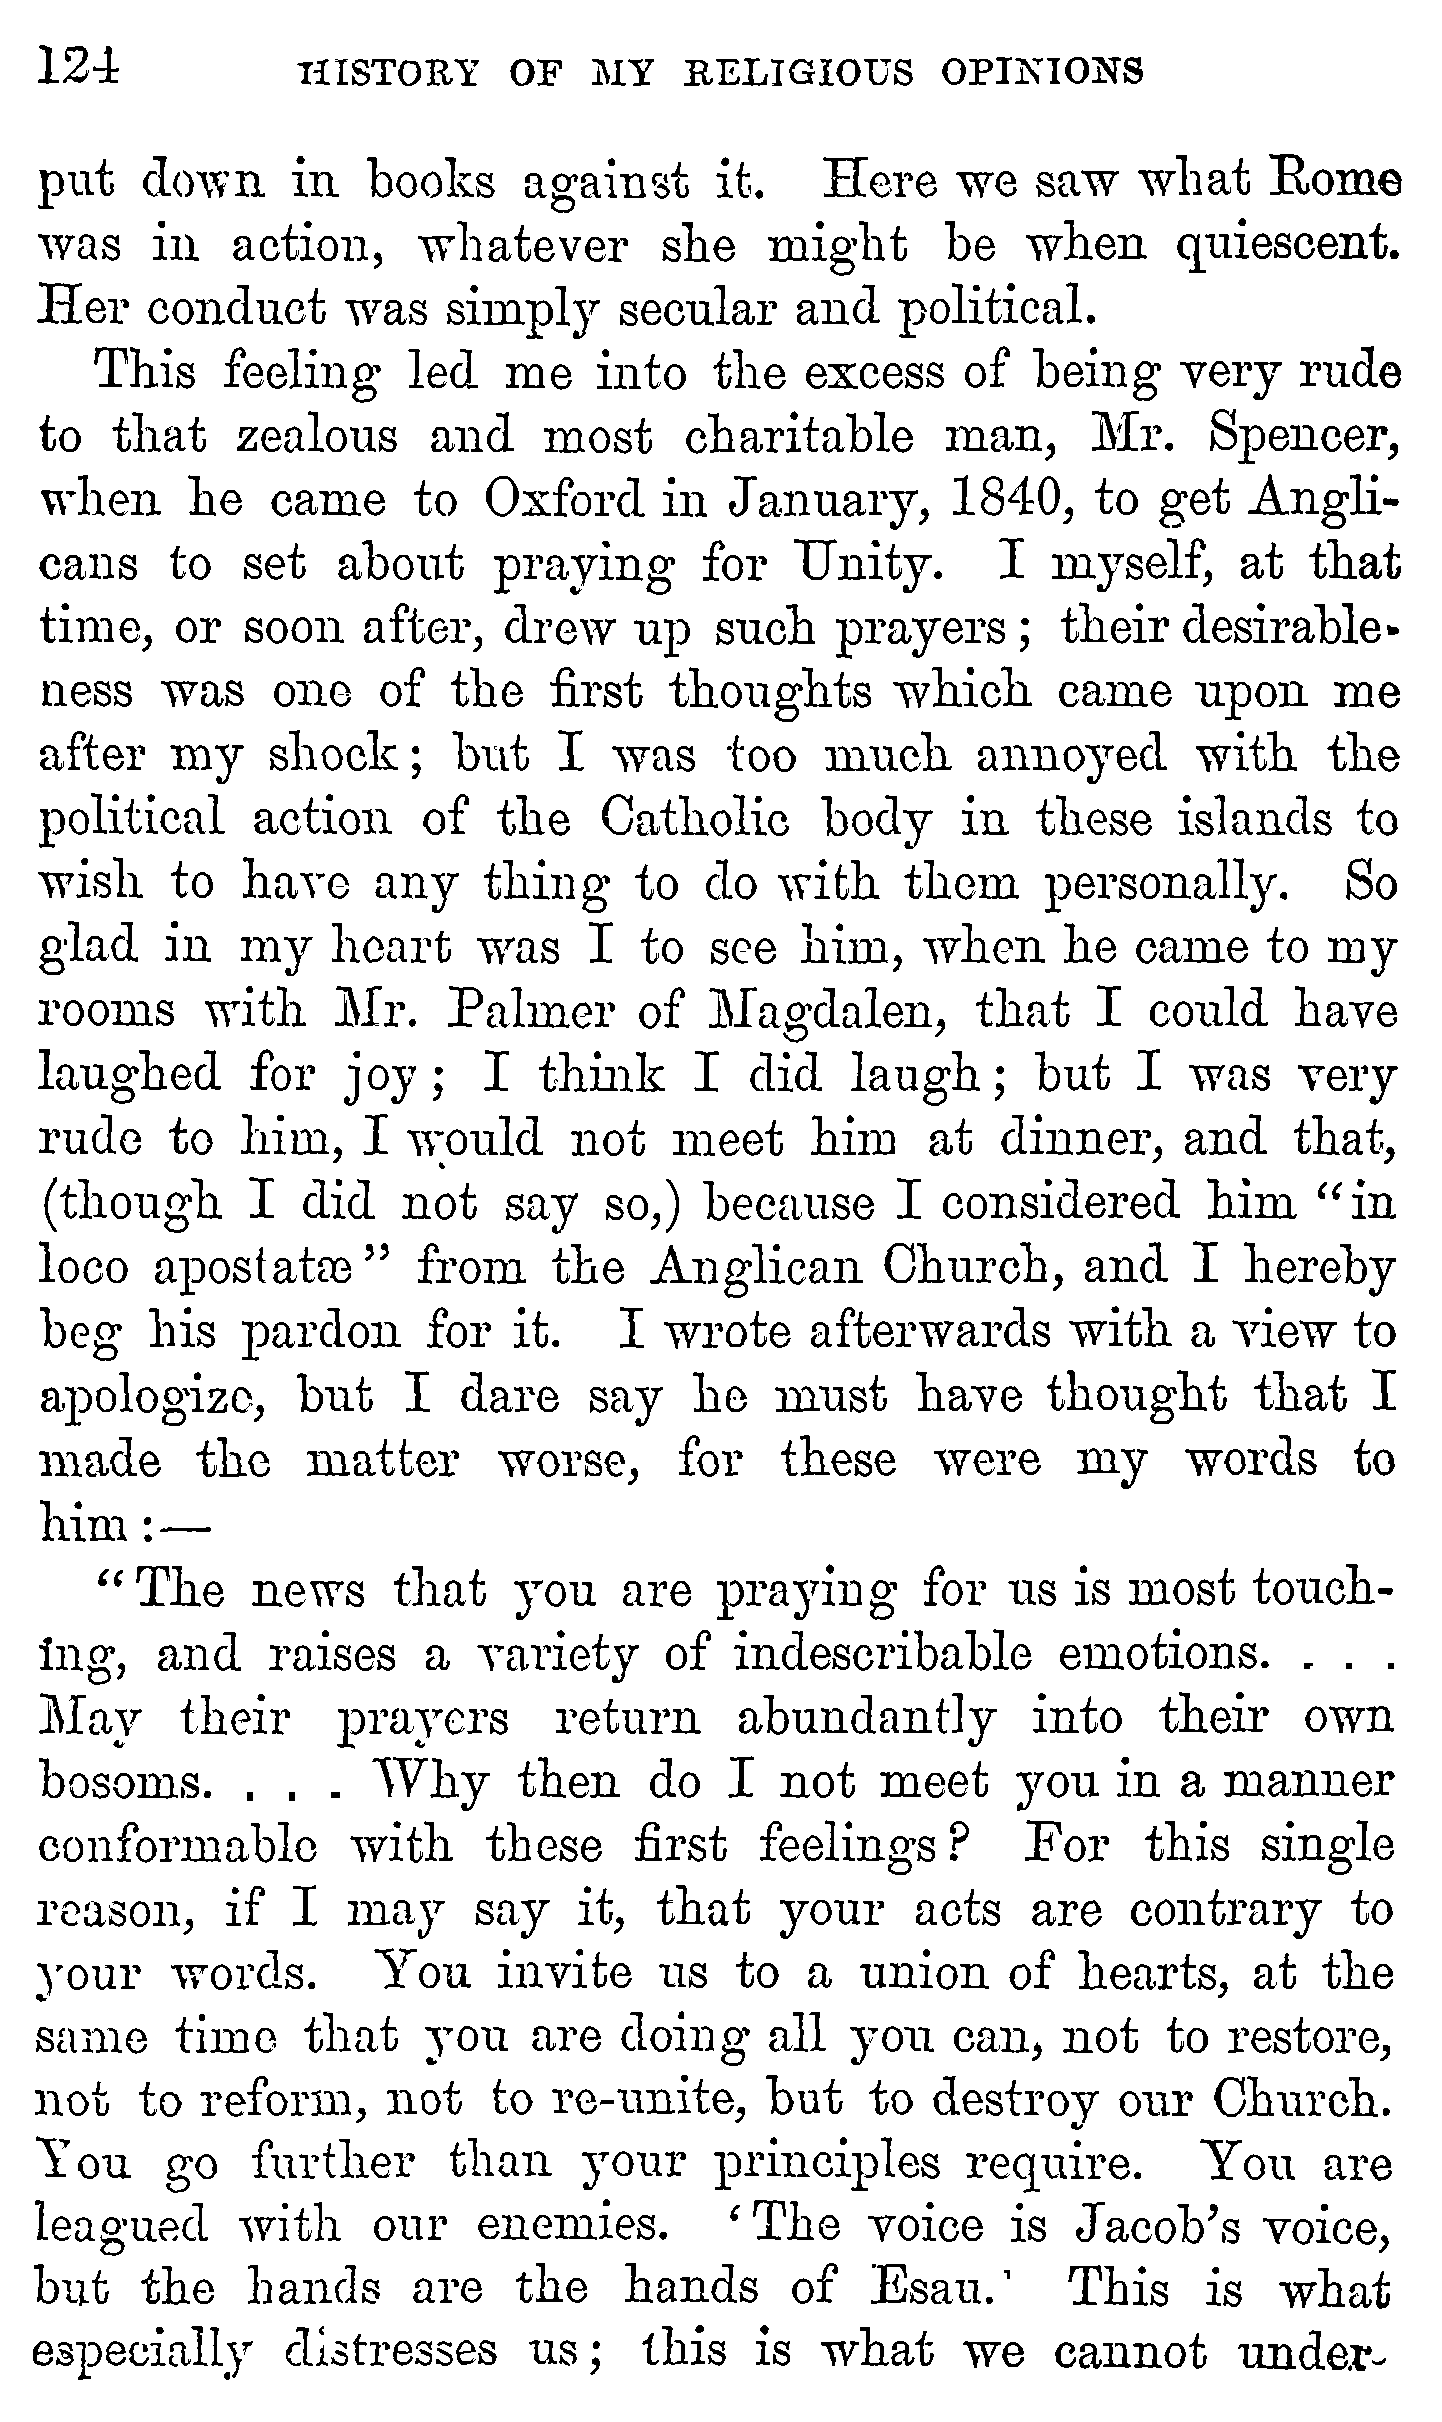 124 HISTORY OF MY RELIGIOUS OPINIONS
put down in books against it. Here we saw what Rome
was in action, whatever she might be when quiescent.
Her conduct was simply secular and political.
This feeling led me into the excess of being very rude
to that zealous and most charitable man, Mr. Spencer,
when he came to Oxford in January, 1840, to get Angli-
cans to set about praying for Unity. I myself, at that
time, or soon after, drew up such prayers; their desirable-
ness was one of the first thoughts which came upon me
after my shock; but I was too much annoyed with the
political action of the Catholic body in these islands to
wish to have any thing to do with them personally. So
glad in my heart was I to see him, when he came to my
rooms with Mr. Palmer of Magdalen, that I could have
laughed for joy; I think I did laugh; but I was very
rude to him, I would not meet him at dinner, and that,
(though I did not say so,) because I considered him "in
loco apostatæ" from the Anglican Church, and I hereby
beg his pardon for it. I wrote afterwards with a view to
apologize, but I dare say he must have thought that I
made the matter worse, for these were my words to
him:—
"The news that you are praying for us is most touch-
ing, and raises a variety of indescribable emotions. . . .
May their prayers return abundantly into their own
bosoms. . . . Why then do I not meet you in a manner
conformable with these first feelings? For this single
reason, if I may say it, that your acts are contrary to
your words. You invite us to a union of hearts, at the
same time that you are doing all you can, not to restore,
not to reform, not to re-unite, but to destroy our Church.
You go further than your principles require. You are
leagued with our enemies. 'The voice is Jacob's voice,
but the hands are the hands of Esau.' This is what
especially distresses us; this is what we cannot under-